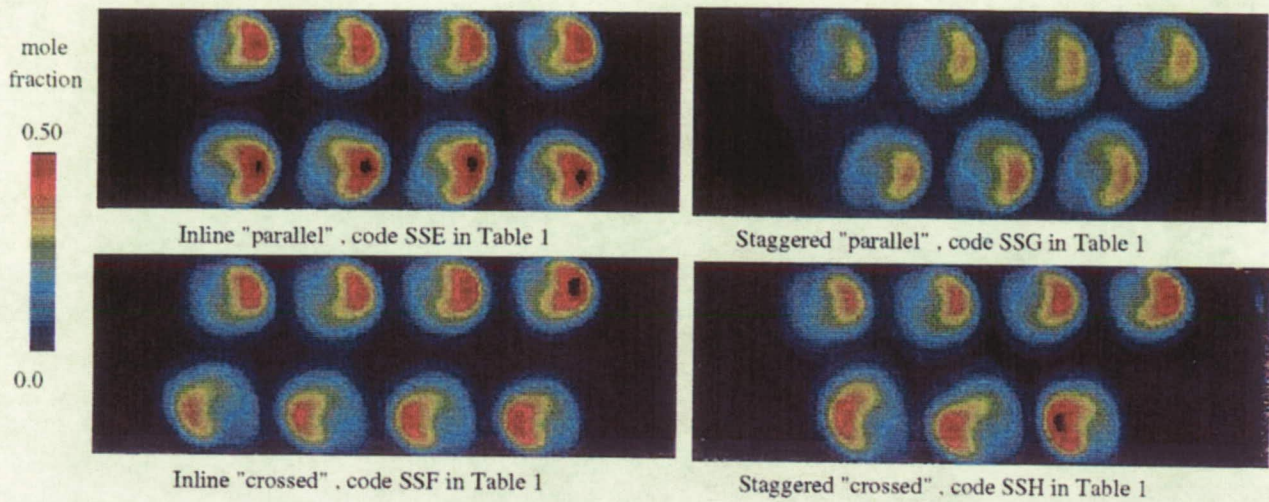 mole
fraction
0.50
0.0
Inline "parallel" , code SSE in Table 1
Staggered "parallel" , code SSG in Table 1
Inline "crossed" , code SSF in Table 1
Staggered "crossed" , code SSH in Table 1